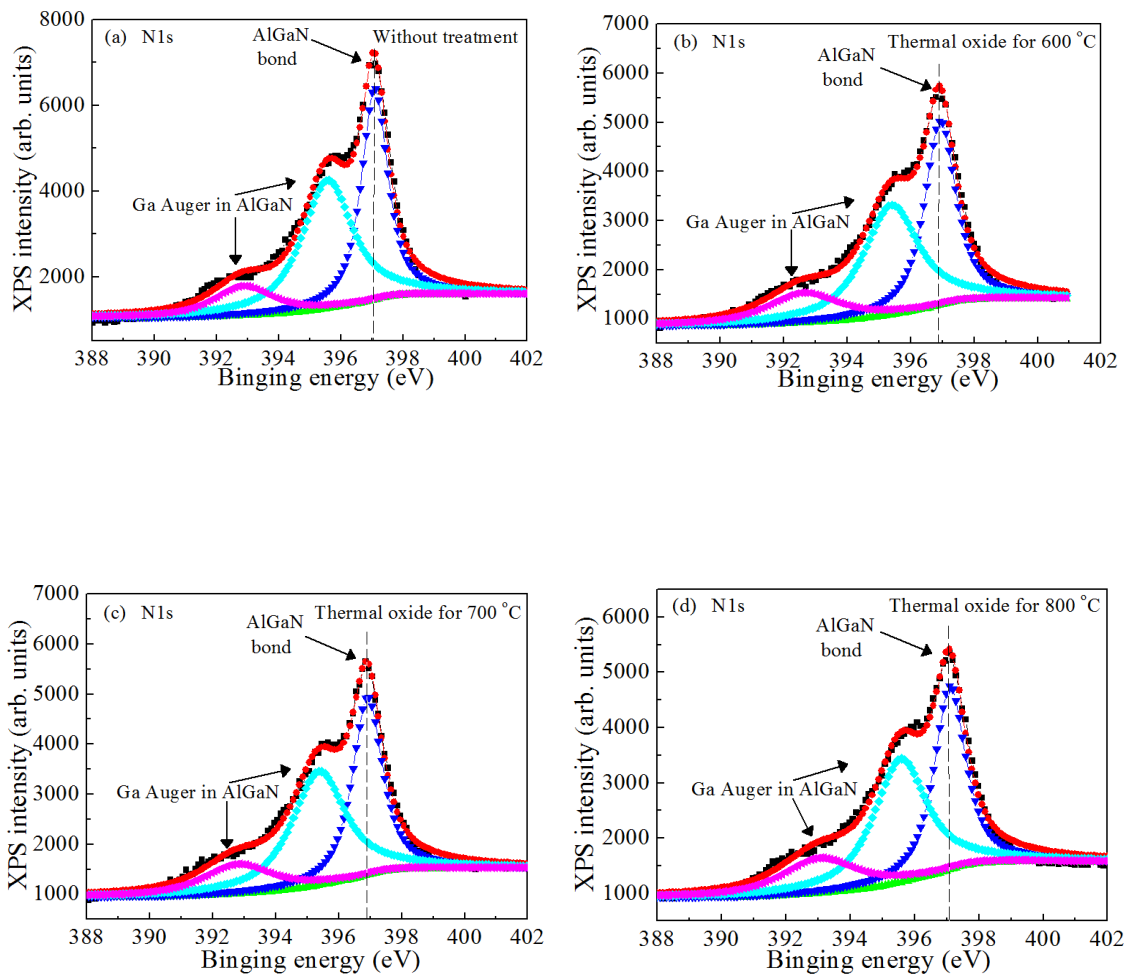 (a) N1s
AlGaN
bond
Without treatment
Ga Auger in AlGaN
XPS intensity (arb. units)
8000
6000
4000
2000
388 390 392 394 396 398 400 402
Binging energy (eV)
(b) N1s
Thermal oxide for 600 °C
AlGaN
bond
Ga Auger in AlGaN
XPS intensity (arb. units)
7000
6000
5000
4000
3000
2000
1000
388 390 392 394 396 398 400 402
Binging energy (eV)
(c) N1s
Thermal oxide for 700 °C
AlGaN
bond
Ga Auger in AlGaN
XPS intensity (arb. units)
7000
6000
5000
4000
3000
2000
1000
388 390 392 394 396 398 400 402
Binging energy (eV)
(d) N1s
Thermal oxide for 800 °C
AlGaN
bond
Ga Auger in AlGaN
XPS intensity (arb. units)
6000
5000
4000
3000
2000
1000
388 390 392 394 396 398 400 402
Binging energy (eV)